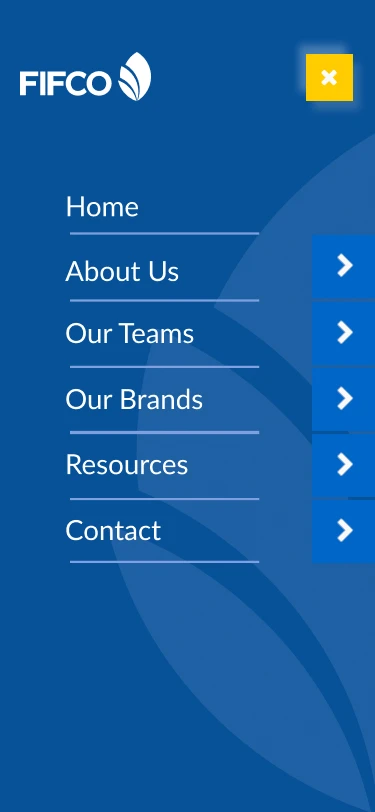 FIFCO
Home
About Us
Our Teams
Our Brands
Resources
Contact